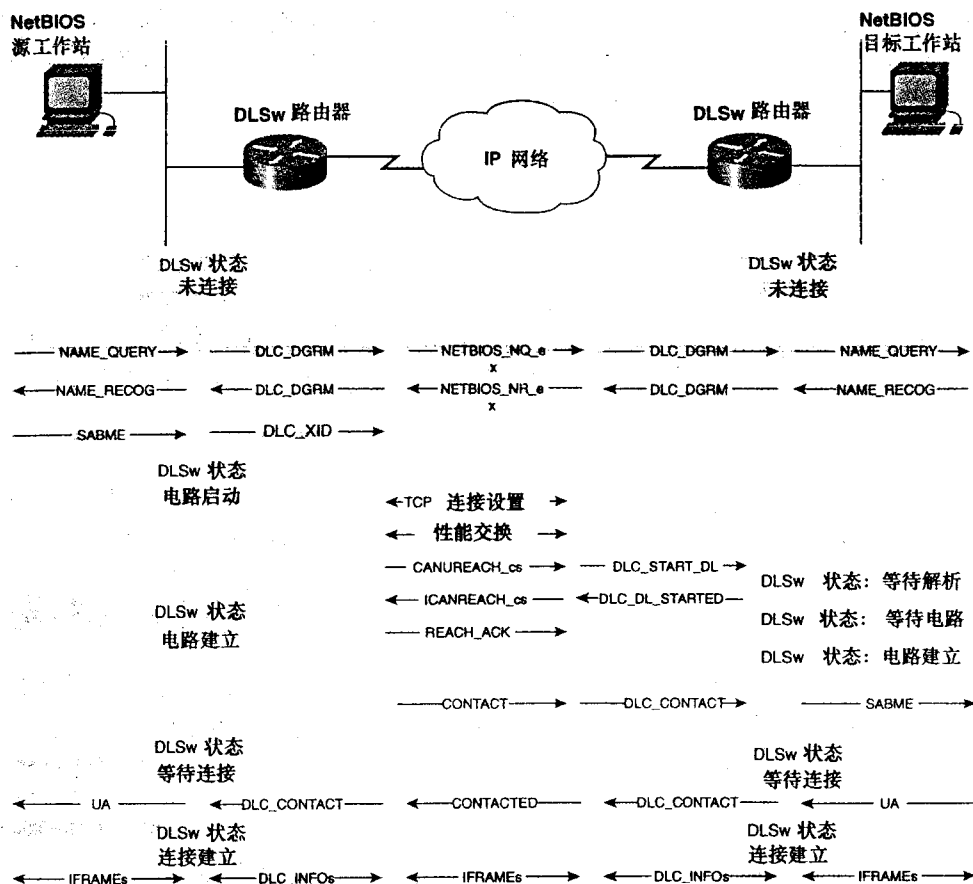 NetBIOS
源工作站
NetBIOS
目标工作站
DLSw 路由器
DLSw 路由器
IP 网络
DLSw 状态
未连接
DLSw 状态
未连接
NAME_QUERY DLC_DGRM NETBIOS_NQ_e DLC_DGRM NAME_QUERY
x
NAME_RECOG DLC_DGRM NETBIOS_NR_e DLC_DGRM NAME_RECOG
x
SABME DLC_XID
DLSw 状态
电路启动
TCP 连接设置
性能交换
CANUREACH_cs DLC_START_DL
DLSw 状态：等待解析
ICANREACH_cs DLC_DL_STARTED
DLSw 状态
电路建立
DLSw 状态：等待电路
REACH_ACK
DLSw 状态：电路建立
CONTACT DLC_CONTACT SABME
DLSw 状态
等待连接
DLSw 状态
等待连接
UA DLC_CONTACT CONTACTED DLC_CONTACT UA
DLSw 状态
连接建立
DLSw 状态
连接建立
IFRAMEs DLC_INFOs IFRAMEs DLC_INFOs IFRAMEs